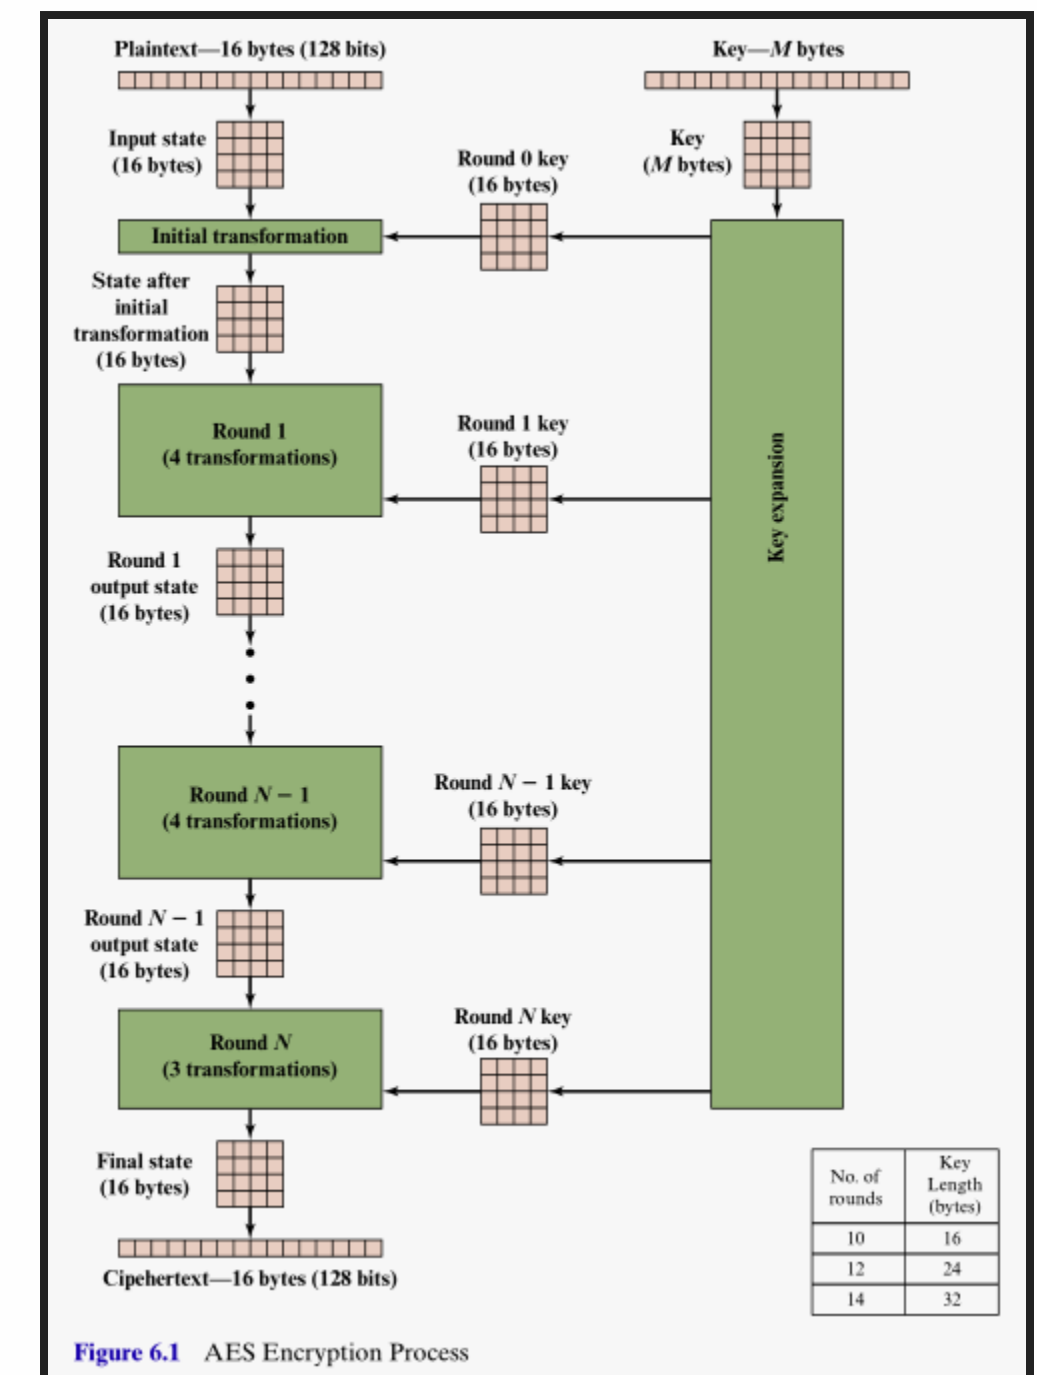 Plaintext—16 bytes (128 bits)
Key—M bytes
Input state
(16 bytes)
Key
(M bytes)
Round 0 key
(16 bytes)
Initial transformation
State after
initial
transformation
(16 bytes)
Round 1
(4 transformations)
Round 1 key
(16 bytes)
Key expansion
Round 1
output state
(16 bytes)
Round N − 1
(4 transformations)
Round N − 1 key
(16 bytes)
Round N − 1
output state
(16 bytes)
Round N
(3 transformations)
Round N key
(16 bytes)
Final state
(16 bytes)
Cipehertext—16 bytes (128 bits)
No. of
rounds
Key
Length
(bytes)
10 16
12 24
14 32
Figure 6.1 AES Encryption Process